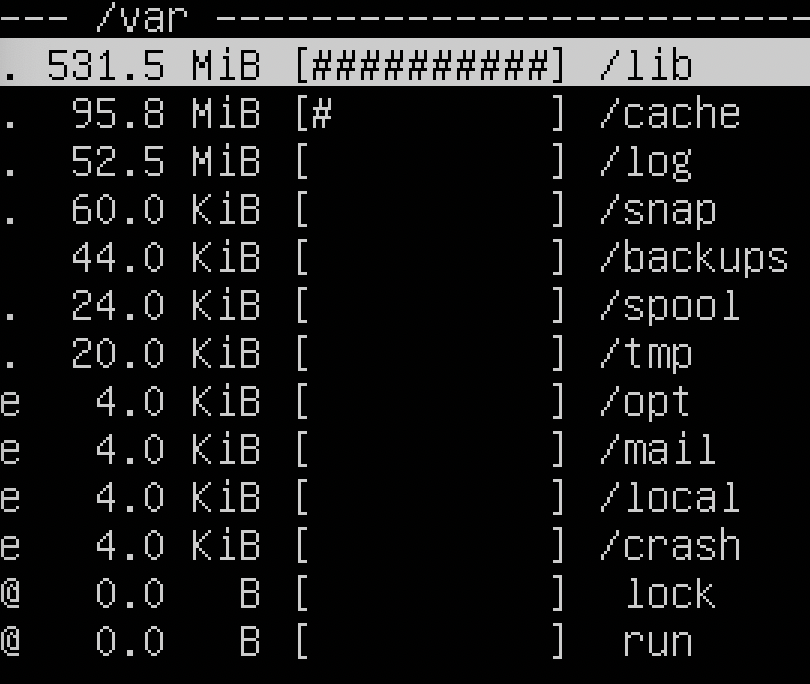 --- /var -------------------------
. 531.5 MiB [##########] /lib
.  95.8 MiB [#         ] /cache
.  52.5 MiB [          ] /log
.  60.0 KiB [          ] /snap
   44.0 KiB [          ] /backups
.  24.0 KiB [          ] /spool
.  20.0 KiB [          ] /tmp
e   4.0 KiB [          ] /opt
e   4.0 KiB [          ] /mail
e   4.0 KiB [          ] /local
e   4.0 KiB [          ] /crash
@   0.0   B [          ]  lock
@   0.0   B [          ]  run